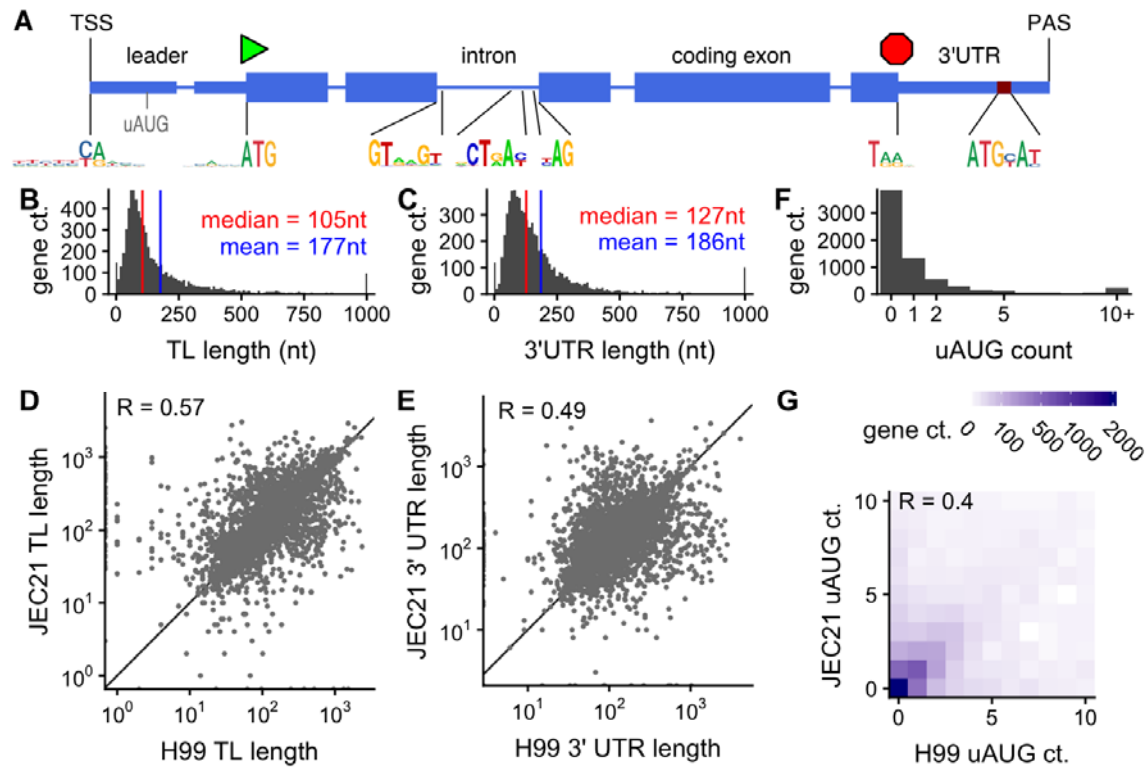 A
TSS
PAS
leader
intron
coding exon
3'UTR
uAUG
CA
ATG
GT GT
CTGAC AG
TAA
ATG AT
B
gene ct.
400
300
200
100
0
median = 105nt
mean = 177nt
0 250 500 750 1000
TL length (nt)
C
gene ct.
300
200
100
0
median = 127nt
mean = 186nt
0 250 500 750 1000
3'UTR length (nt)
F
gene ct.
3000
2000
1000
0
0 1 2 5 10+
uAUG count
D
R = 0.57
JEC21 TL length
10³
10²
10¹
10⁰
10⁰ 10¹ 10² 10³
H99 TL length
E
R = 0.49
JEC21 3' UTR length
10³
10²
10¹
10¹ 10² 10³
H99 3' UTR length
G
gene ct. 0 100 500 1000 2000
R = 0.4
JEC21 uAUG ct.
10
5
0
0 5 10
H99 uAUG ct.